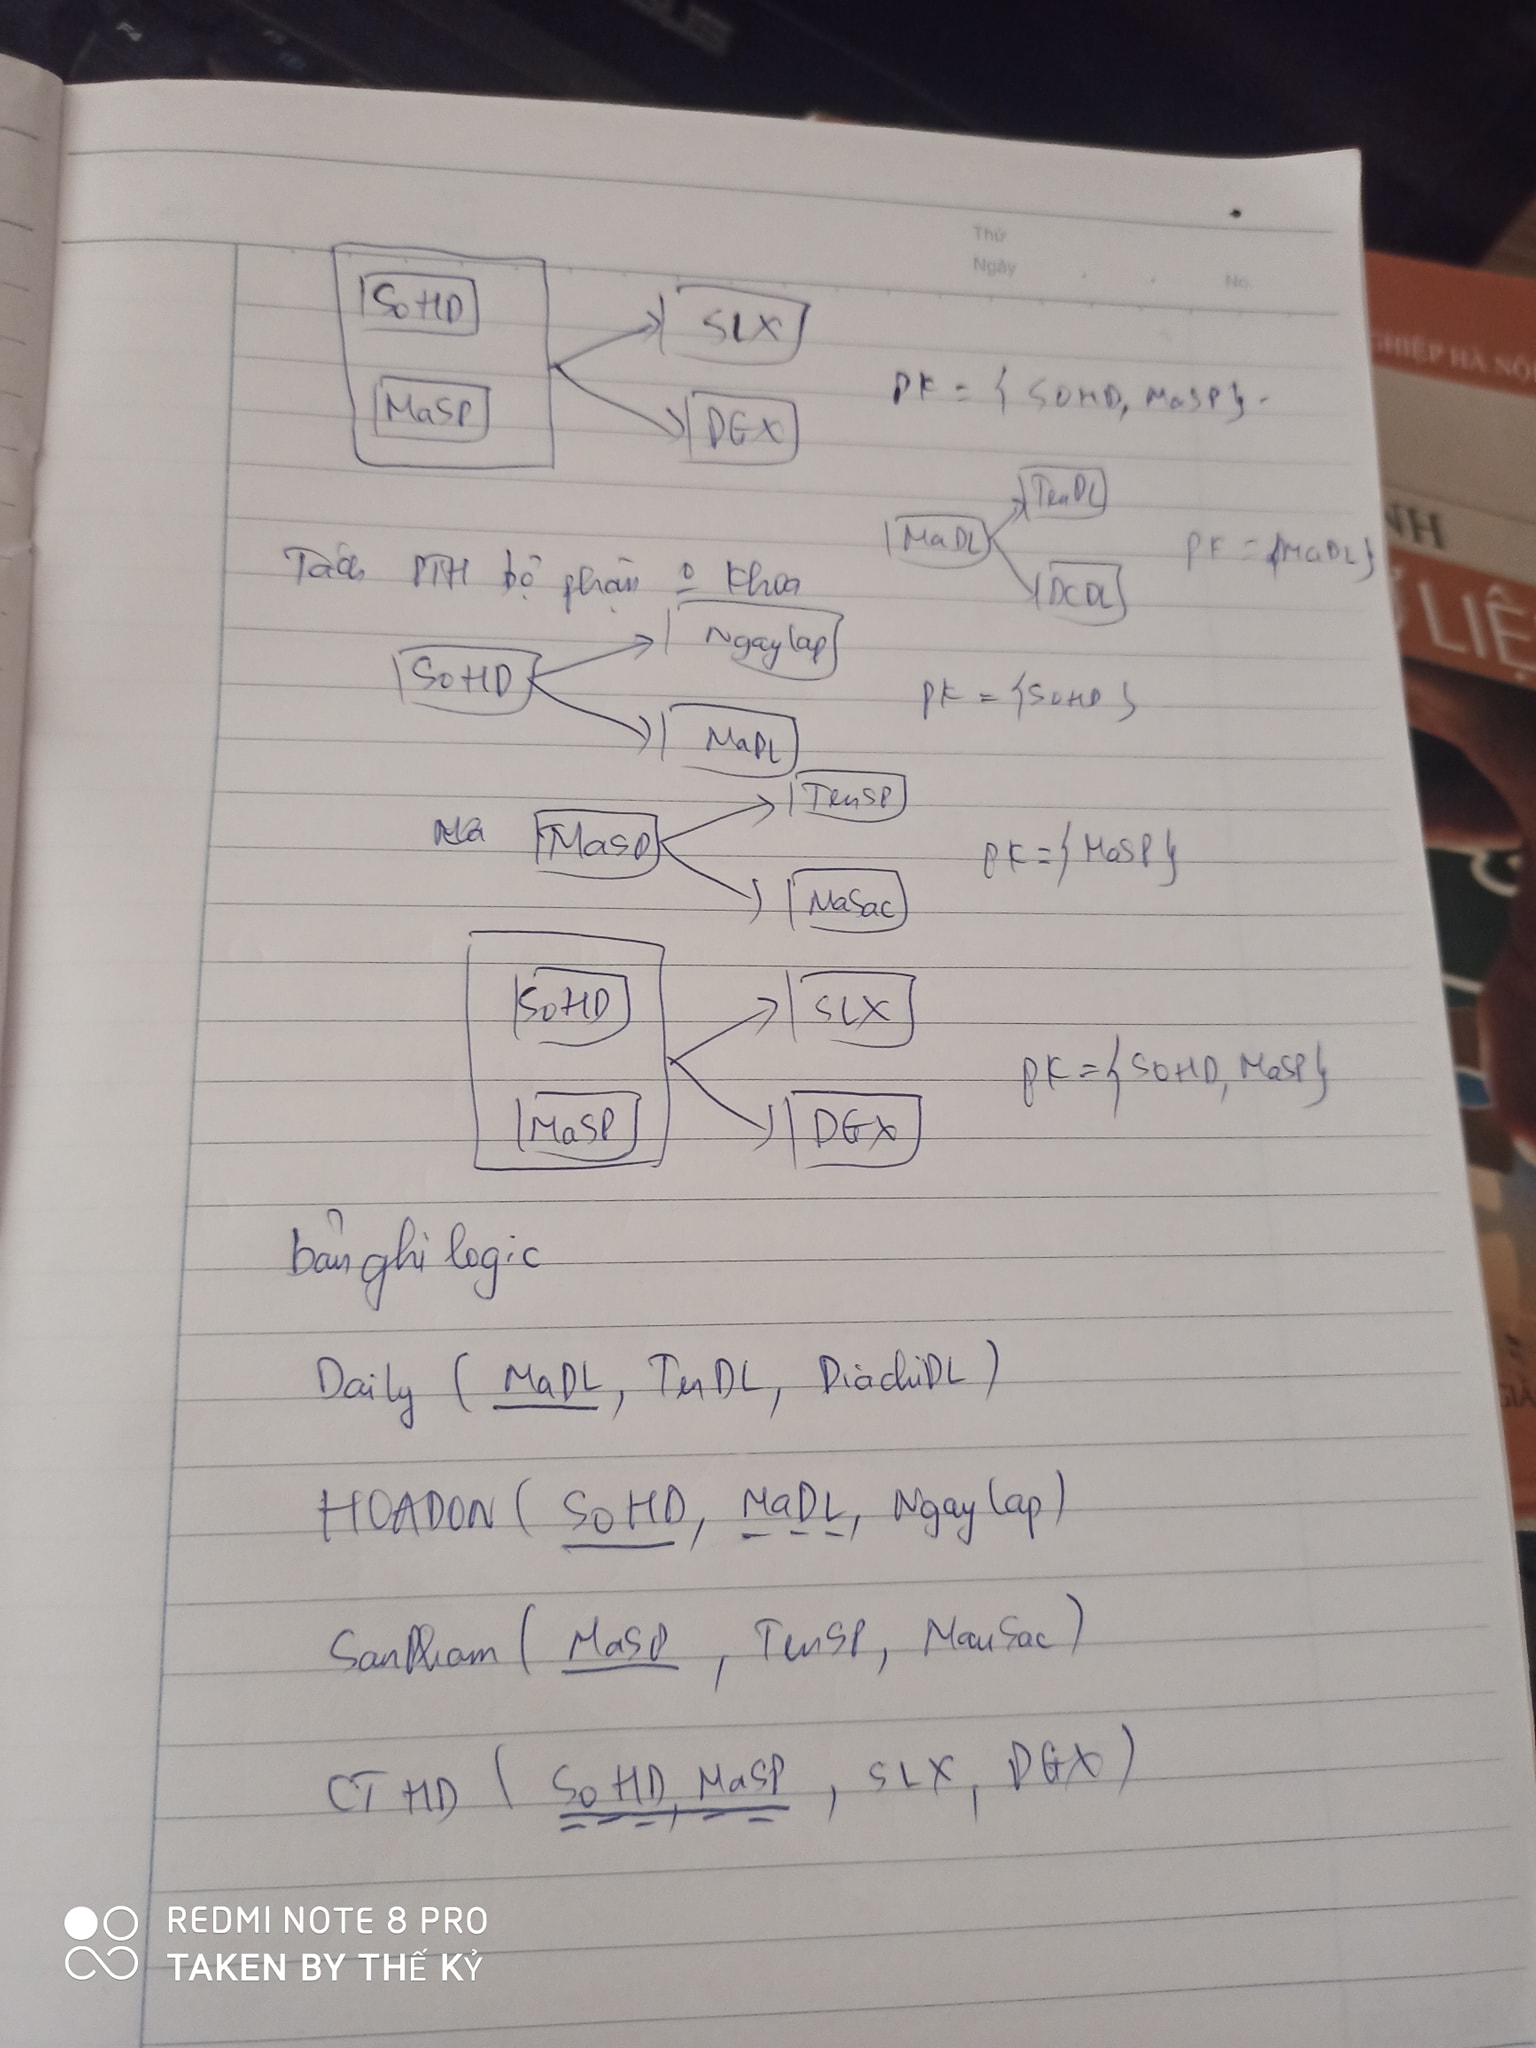 Thứ
Ngày
No.
SoHD
SLX
MaSP
DGX
PK = { SOHD, MaSP}.
TenDL
MaDL
PK = {MaDL}
DCDL
Tách PTH bộ phận o khoa
Ngaylap
SoHD
PK = {SoHD}
MaDL
TenSP
MaSP
PK = { MaSP}
MaSac
SoHD
SLX
PK = { SOHD, MaSP}
MaSP
DGX
bản ghi logic
Daily ( MaDL, TenDL, DiachiDL )
HOADON ( SoHD, MaDL, Ngaylap)
SanPham ( MaSP , TenSP, MauSac )
CTHD ( SoHD, MaSP , SLX, DGX )
GHIỆP HÀ NỘI
NH
LIỆ
GIÁ
REDMI NOTE 8 PRO
TAKEN BY THẾ KỶ